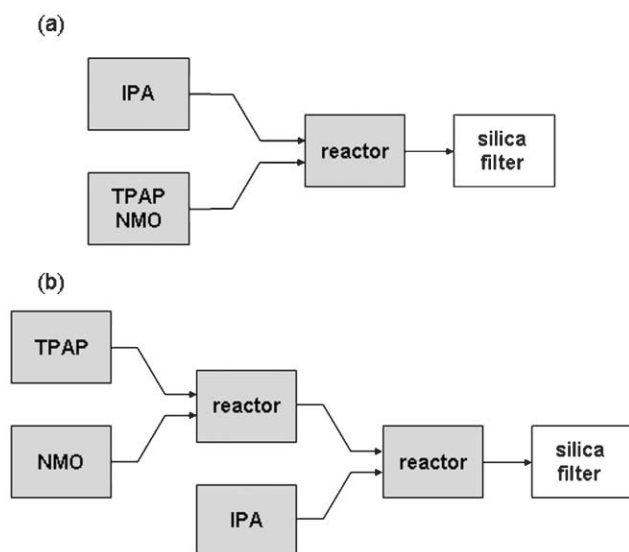 (a)
IPA
TPAP
NMO
reactor
silica
filter
(b)
TPAP
NMO
reactor
IPA
reactor
silica
filter